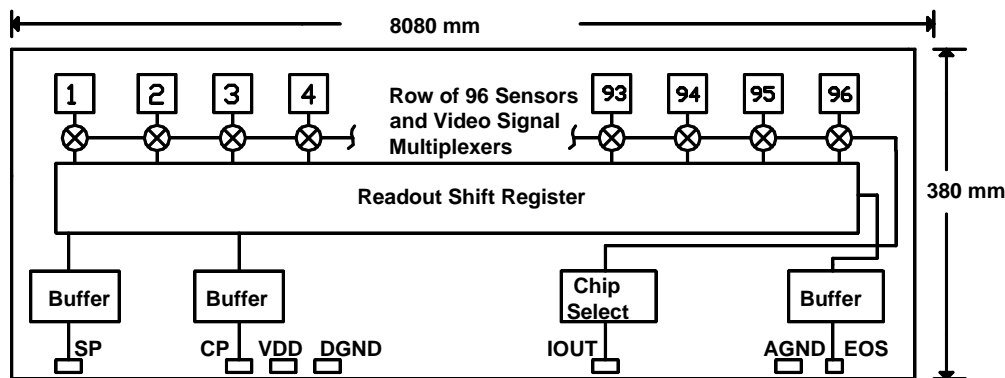 8080 mm
1 2 3 4 93 94 95 96
Row of 96 Sensors
and Video Signal
Multiplexers
Readout Shift Register
380 mm
Buffer
Buffer
Chip
Select
Buffer
SP CP VDD DGND IOUT AGND EOS